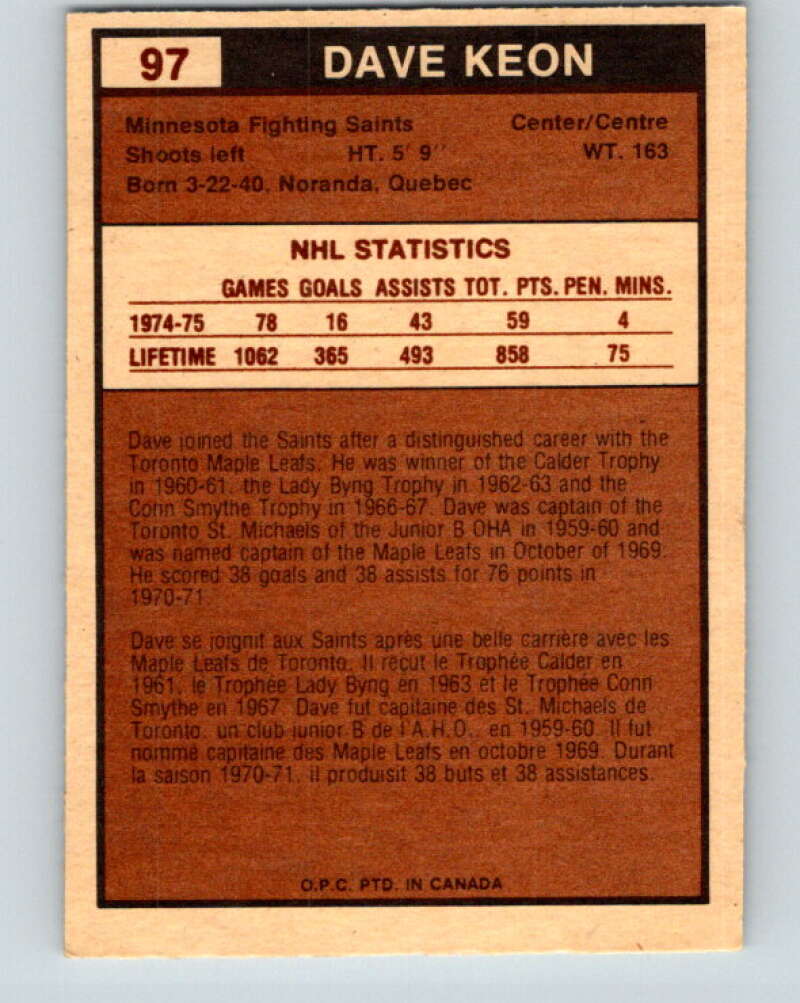 97 DAVE KEON
Minnesota Fighting Saints Center/Centre
Shoots left HT. 5' 9'' WT. 163
Born 3-22-40, Noranda, Quebec
NHL STATISTICS
GAMES GOALS ASSISTS TOT. PTS. PEN. MINS.
1974-75 78 16 43 59 4
LIFETIME 1062 365 493 858 75
Dave joined the Saints after a distinguished career with the
Toronto Maple Leafs. He was winner of the Calder Trophy
in 1960-61, the Lady Byng Trophy in 1962-63 and the
Conn Smythe Trophy in 1966-67. Dave was captain of the
Toronto St. Michaels of the Junior B OHA in 1959-60 and
was named captain of the Maple Leafs in October of 1969.
He scored 38 goals and 38 assists for 76 points in
1970-71
Dave se joignit aux Saints après une belle carrière avec les
Maple Leafs de Toronto. Il reçut le Trophée Calder en
1961, le Trophée Lady Byng en 1963 et le Trophée Conn
Smythe en 1967. Dave fut capitaine des St. Michaels de
Toronto, un club junior B de l'A.H.O., en 1959-60. Il fut
nommé capitaine des Maple Leafs en octobre 1969. Durant
la saison 1970-71, il produisit 38 buts et 38 assistances.
O.P.C. PTD. IN CANADA